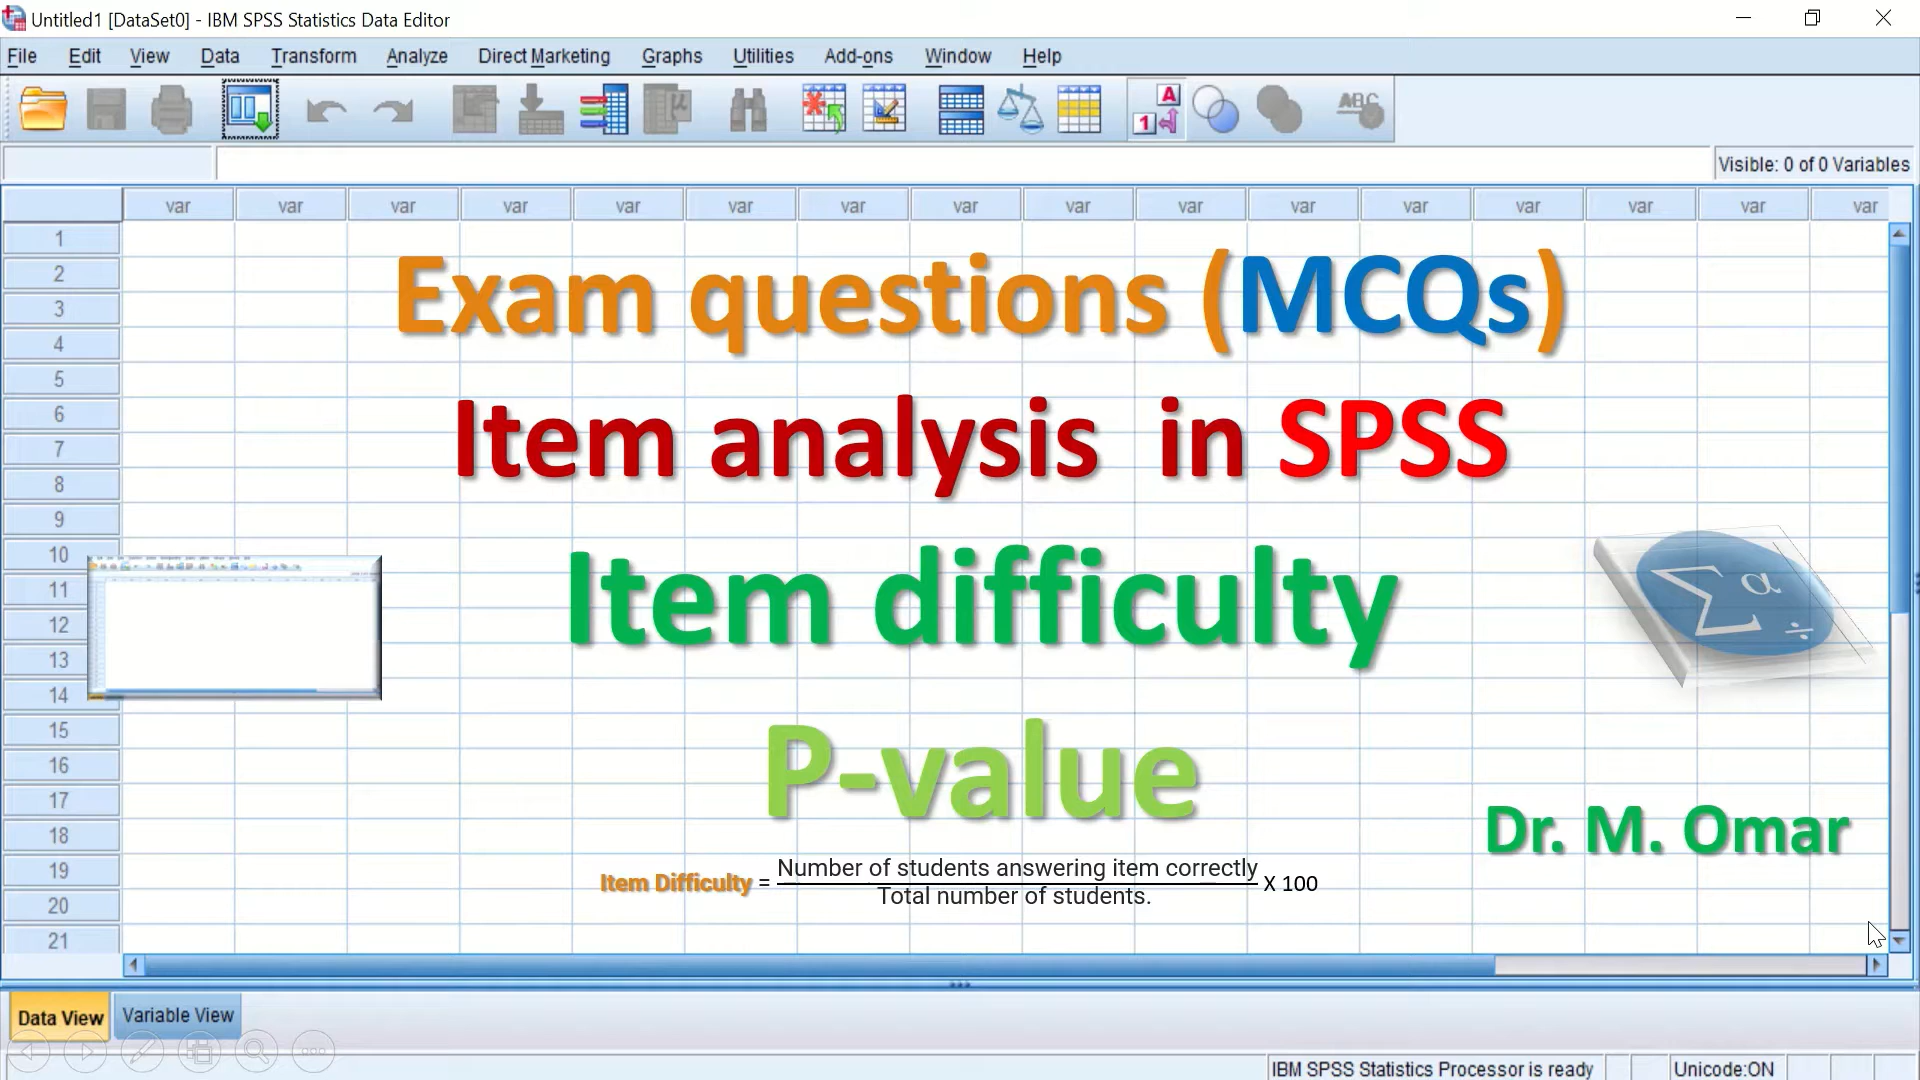 Untitled1 [DataSet0] - IBM SPSS Statistics Data Editor
File Edit View Data Transform Analyze Direct Marketing Graphs Utilities Add-ons Window Help
A
1
ABC
Visible: 0 of 0 Variables
var var var var var var var var var var var var var var var var
1
2
3
4
5
6
7
8
9
10
11
12
13
14
15
16
17
18
19
20
21
Exam questions (MCQs)
Item analysis in SPSS
Item difficulty
Σ α ÷
P-value
Dr. M. Omar
Item Difficulty = Number of students answering item correctly X 100
Total number of students.
Data View Variable View
IBM SPSS Statistics Processor is ready Unicode:ON